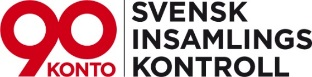 90
KONTO
SVENSK
INSAMLINGS
KONTROLL